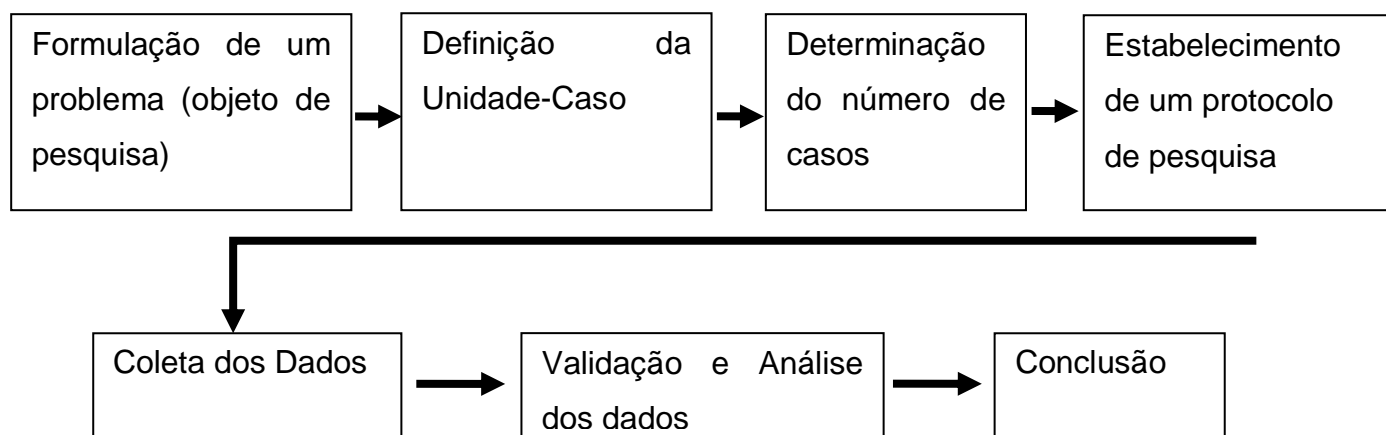 Formulação de um
problema (objeto de
pesquisa)
Definição da
Unidade-Caso
Determinação
do número de
casos
Estabelecimento
de um protocolo
de pesquisa
Coleta dos Dados
Validação e Análise
dos dados
Conclusão